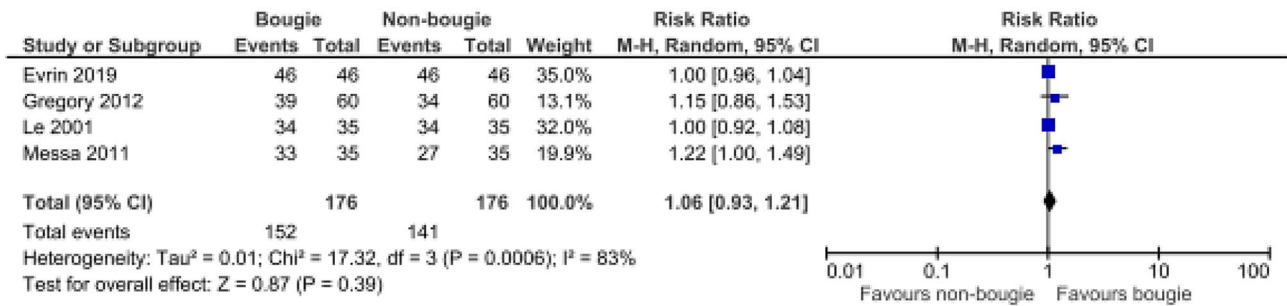 Bougie Non-bougie Risk Ratio Risk Ratio
Study or Subgroup Events Total Events Total Weight M-H, Random, 95% CI M-H, Random, 95% CI
Evrin 2019 46 46 46 46 35.0% 1.00 [0.96, 1.04]
Gregory 2012 39 60 34 60 13.1% 1.15 [0.86, 1.53]
Le 2001 34 35 34 35 32.0% 1.00 [0.92, 1.08]
Messa 2011 33 35 27 35 19.9% 1.22 [1.00, 1.49]
Total (95% CI) 176 176 100.0% 1.06 [0.93, 1.21]
Total events 152 141
Heterogeneity: Tau² = 0.01; Chi² = 17.32, df = 3 (P = 0.0006); I² = 83%
Test for overall effect: Z = 0.87 (P = 0.39)
0.01 0.1 1 10 100
Favours non-bougie Favours bougie